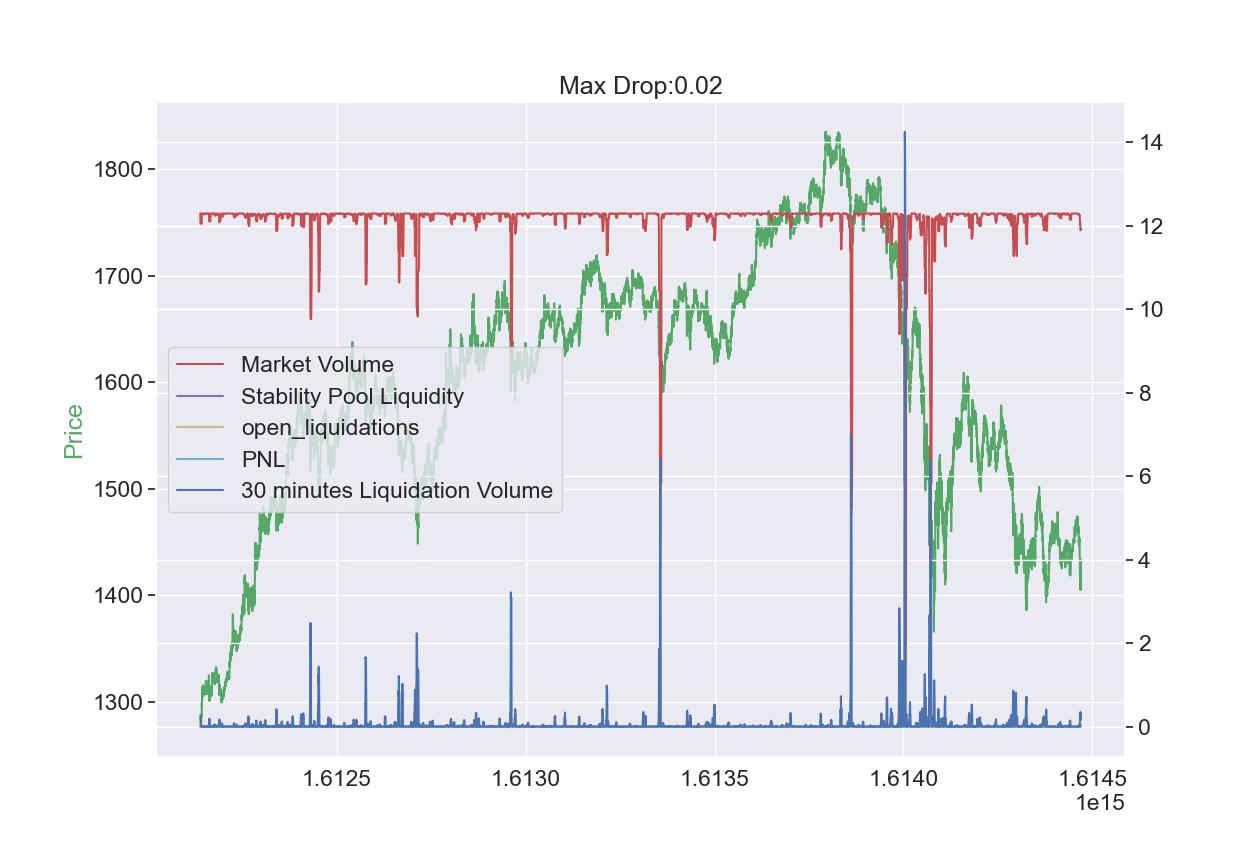 Max Drop:0.02
1800
1700
1600
1500
1400
1300
Price
14
12
10
8
6
4
2
0
Market Volume
Stability Pool Liquidity
open_liquidations
PNL
30 minutes Liquidation Volume
1.6125 1.6130 1.6135 1.6140 1.6145
1e15